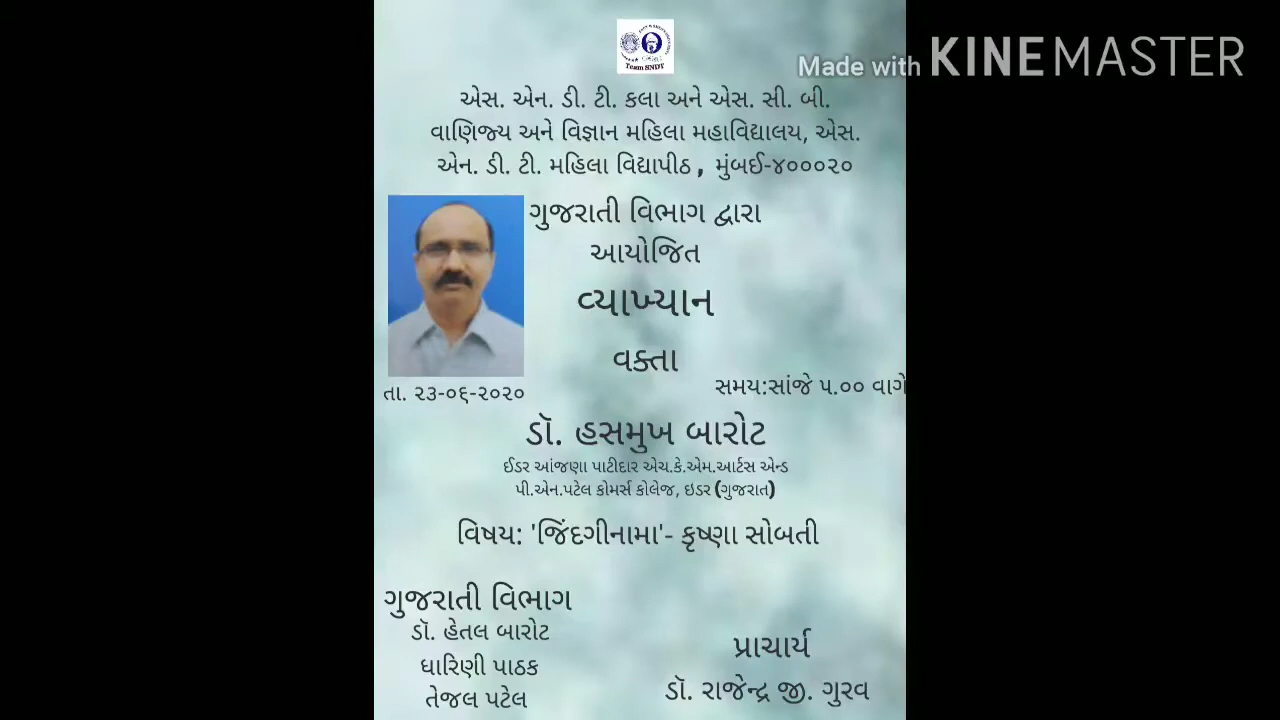 Made with KINEMASTER
Team SNDT
એસ. એન. ડી. ટી. કલા અને એસ. સી. બી.
વાણિજ્ય અને વિજ્ઞાન મહિલા મહાવિદ્યાલય, એસ.
એન. ડી. ટી. મહિલા વિદ્યાપીઠ , મુંબઈ-૪૦૦૦૨૦
ગુજરાતી વિભાગ દ્વારા
આયોજિત
વ્યાખ્યાન
વક્તા
તા. ૨૩-૦૬-૨૦૨૦
સમય:સાંજે ૫.૦૦ વાગે
ડૉ. હસમુખ બારોટ
ઈડર આંજણા પાટીદાર એચ.કે.એમ.આર્ટસ એન્ડ
પી.એન.પટેલ કોમર્સ કોલેજ, ઇડર (ગુજરાત)
વિષય: 'જિંદગીનામા'- કૃષ્ણા સોબતી
ગુજરાતી વિભાગ
ડૉ. હેતલ બારોટ
ધારિણી પાઠક
તેજલ પટેલ
પ્રાચાર્ય
ડૉ. રાજેન્દ્ર જી. ગુરવ